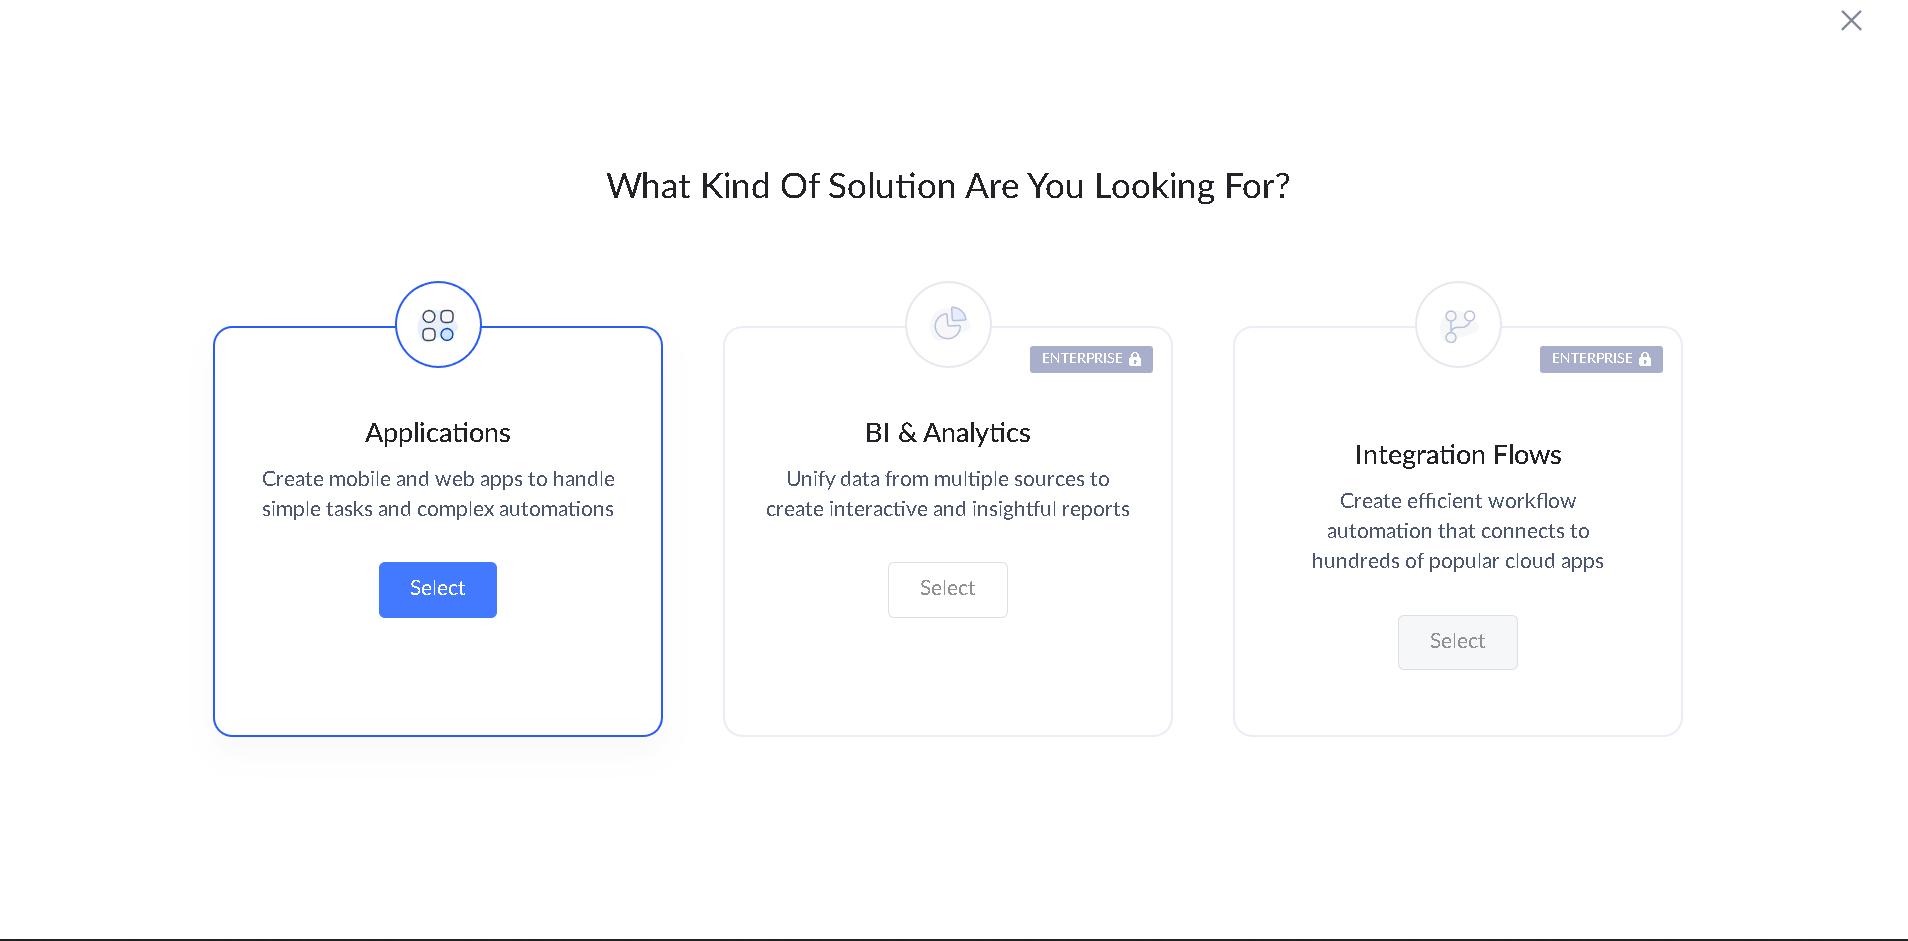 What Kind Of Solution Are You Looking For?
Applications
Create mobile and web apps to handle
simple tasks and complex automations
Select
ENTERPRISE
BI & Analytics
Unify data from multiple sources to
create interactive and insightful reports
Select
ENTERPRISE
Integration Flows
Create efficient workflow
automation that connects to
hundreds of popular cloud apps
Select